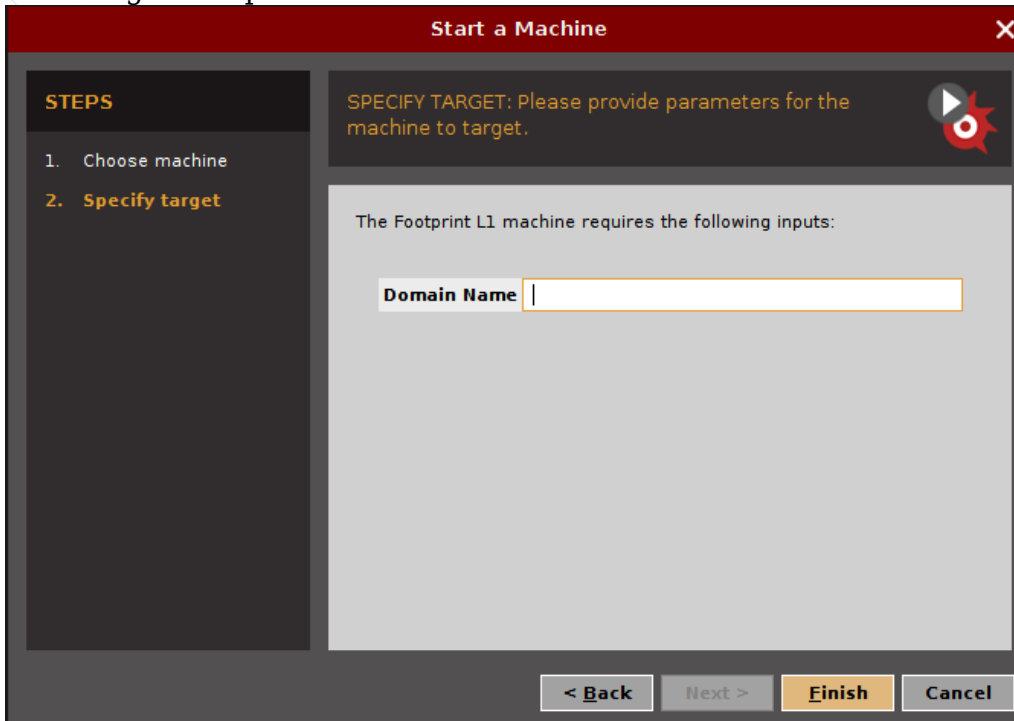 Start a Machine
STEPS
1. Choose machine
2. Specify target
SPECIFY TARGET: Please provide parameters for the
machine to target.
The Footprint L1 machine requires the following inputs:
Domain Name
< Back
Next >
Finish
Cancel